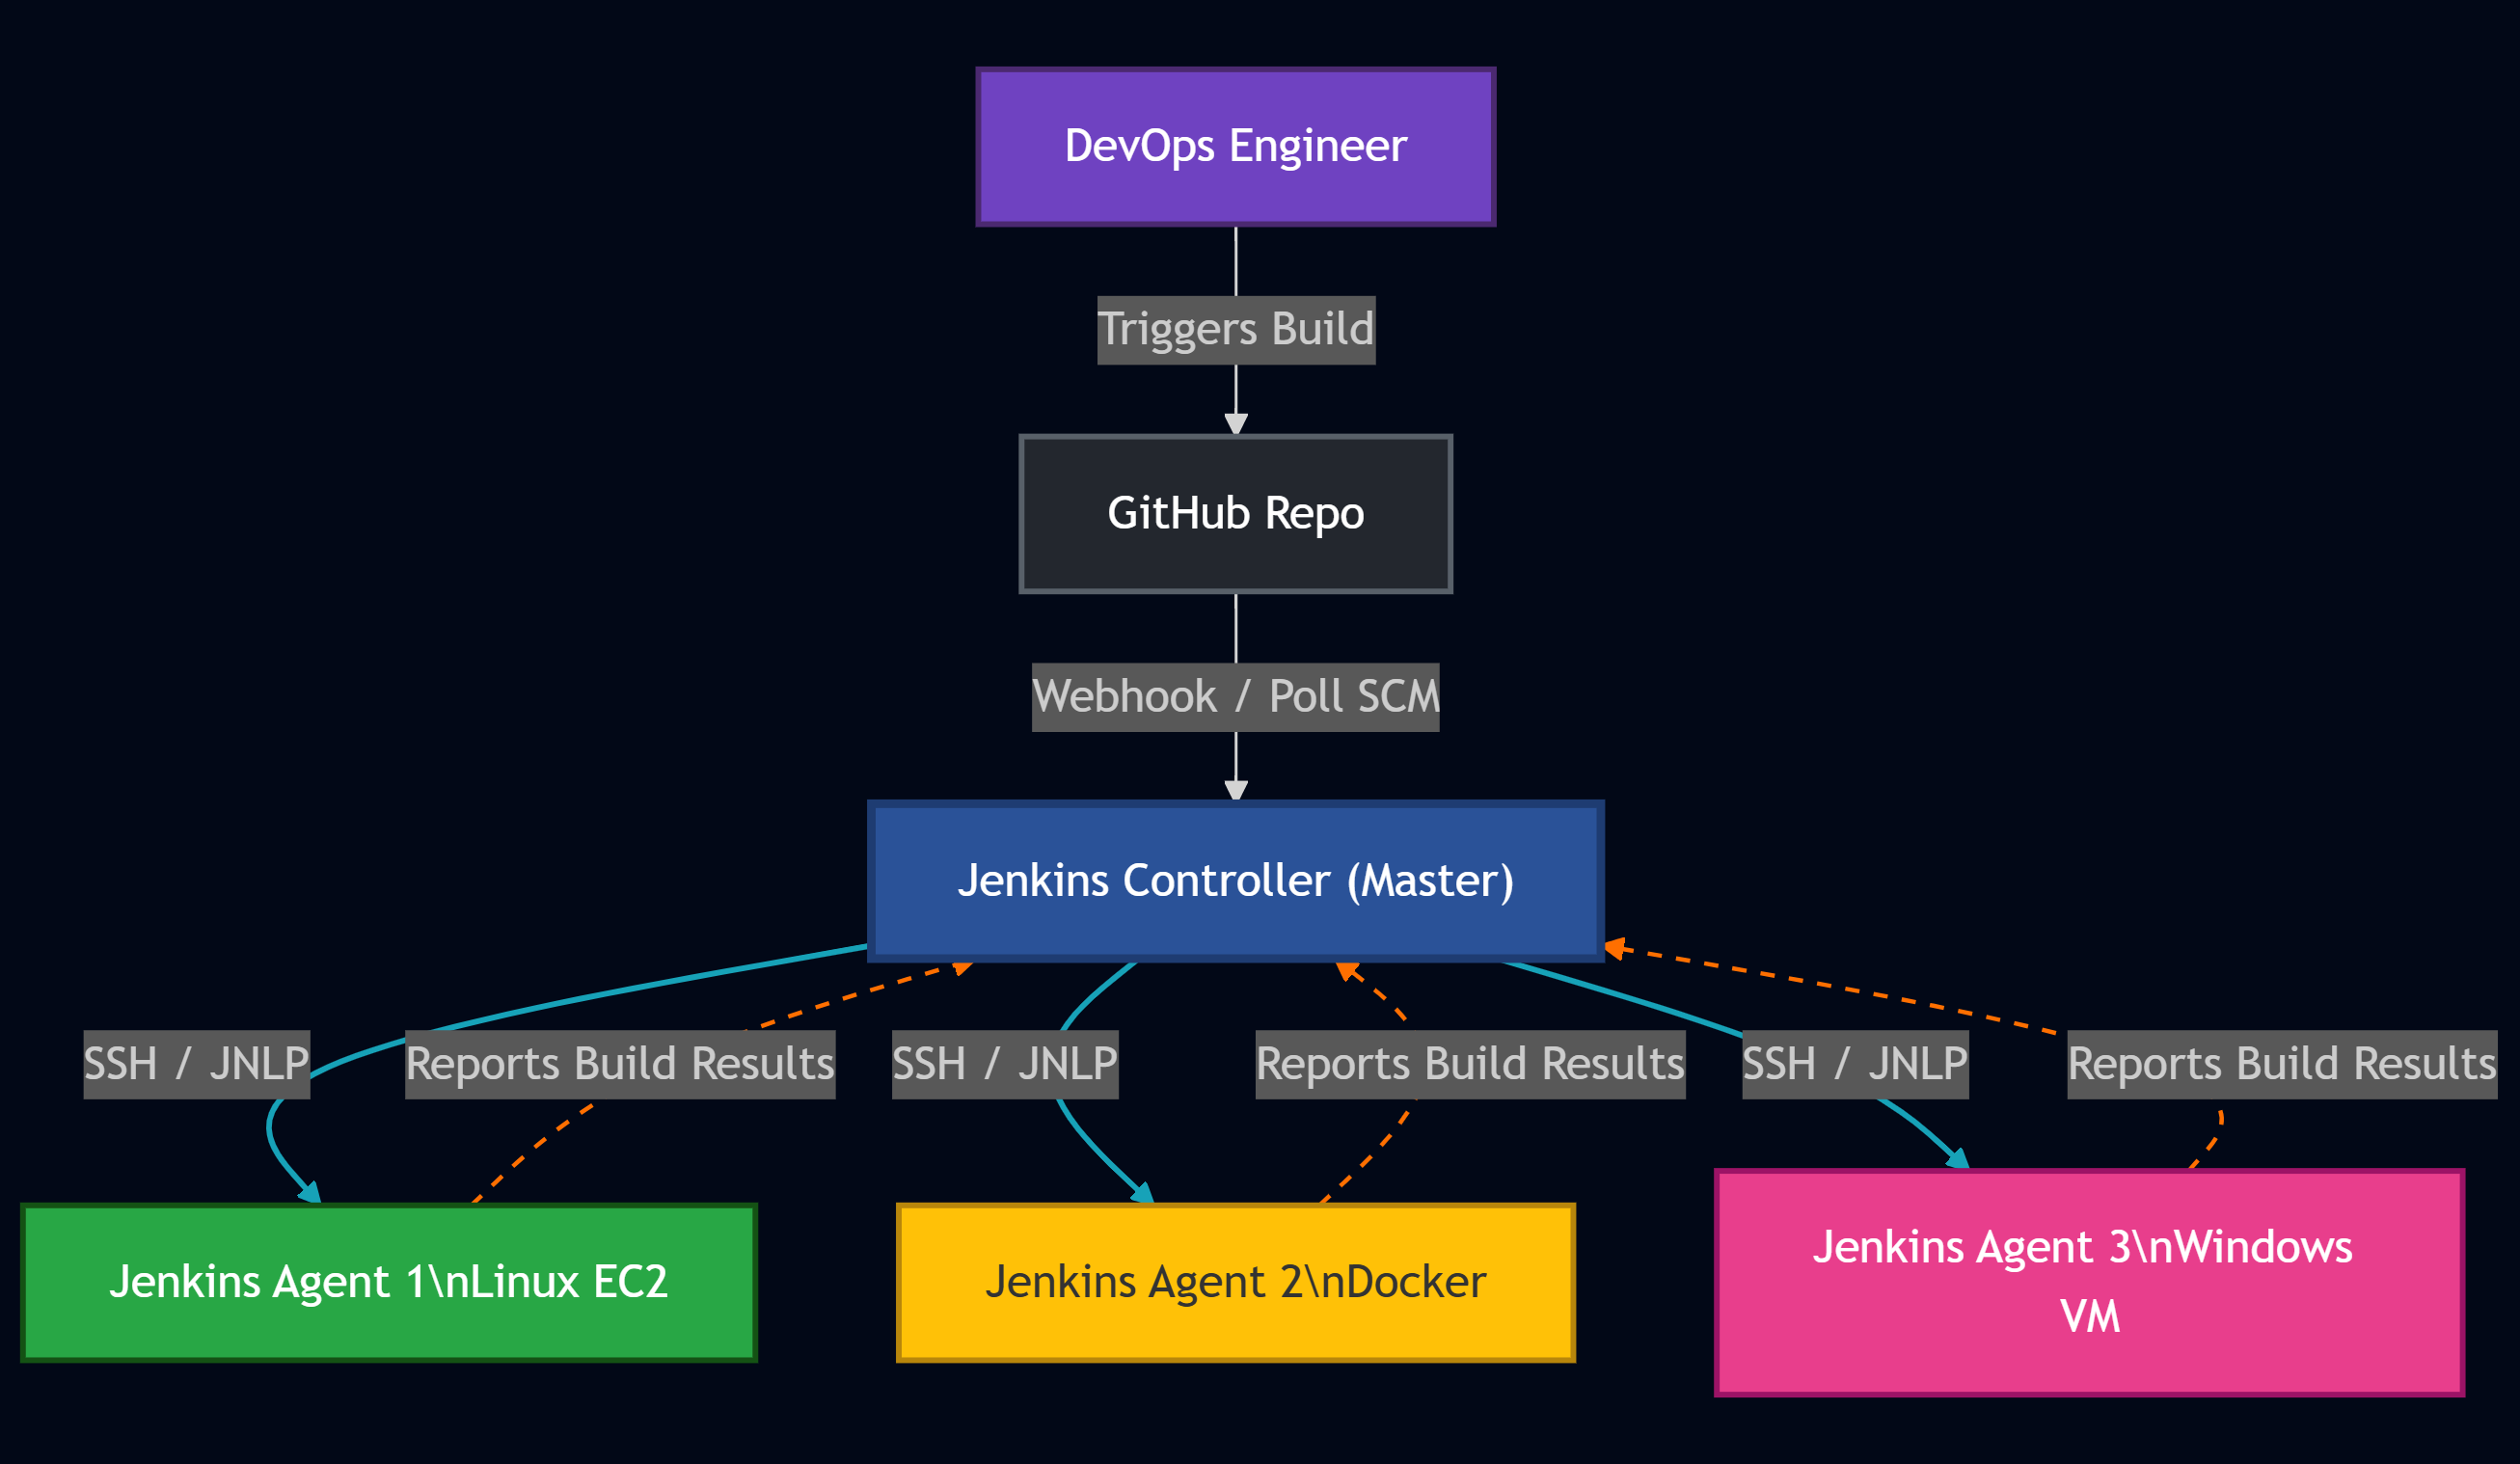 DevOps Engineer
Triggers Build
GitHub Repo
Webhook / Poll SCM
Jenkins Controller (Master)
SSH / JNLP
Reports Build Results
SSH / JNLP
Reports Build Results
SSH / JNLP
Reports Build Results
Jenkins Agent 1\nLinux EC2
Jenkins Agent 2\nDocker
Jenkins Agent 3\nWindows
VM